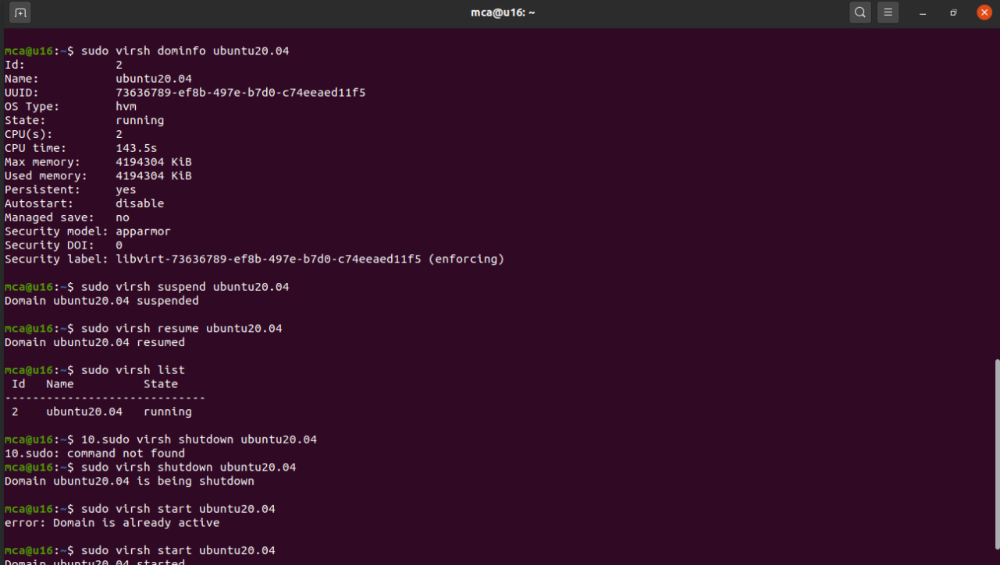 mca@u16: ~
mca@u16:~$ sudo virsh dominfo ubuntu20.04
Id:             2
Name:           ubuntu20.04
UUID:           73636789-ef8b-497e-b7d0-c74eeaed11f5
OS Type:        hvm
State:          running
CPU(s):         2
CPU time:       143.5s
Max memory:     4194304 KiB
Used memory:    4194304 KiB
Persistent:     yes
Autostart:      disable
Managed save:   no
Security model: apparmor
Security DOI:   0
Security label: libvirt-73636789-ef8b-497e-b7d0-c74eeaed11f5 (enforcing)
mca@u16:~$ sudo virsh suspend ubuntu20.04
Domain ubuntu20.04 suspended
mca@u16:~$ sudo virsh resume ubuntu20.04
Domain ubuntu20.04 resumed
mca@u16:~$ sudo virsh list
 Id   Name          State
-----------------------------
 2    ubuntu20.04   running
mca@u16:~$ 10.sudo virsh shutdown ubuntu20.04
10.sudo: command not found
mca@u16:~$ sudo virsh shutdown ubuntu20.04
Domain ubuntu20.04 is being shutdown
mca@u16:~$ sudo virsh start ubuntu20.04
error: Domain is already active
mca@u16:~$ sudo virsh start ubuntu20.04
Domain ubuntu20.04 started